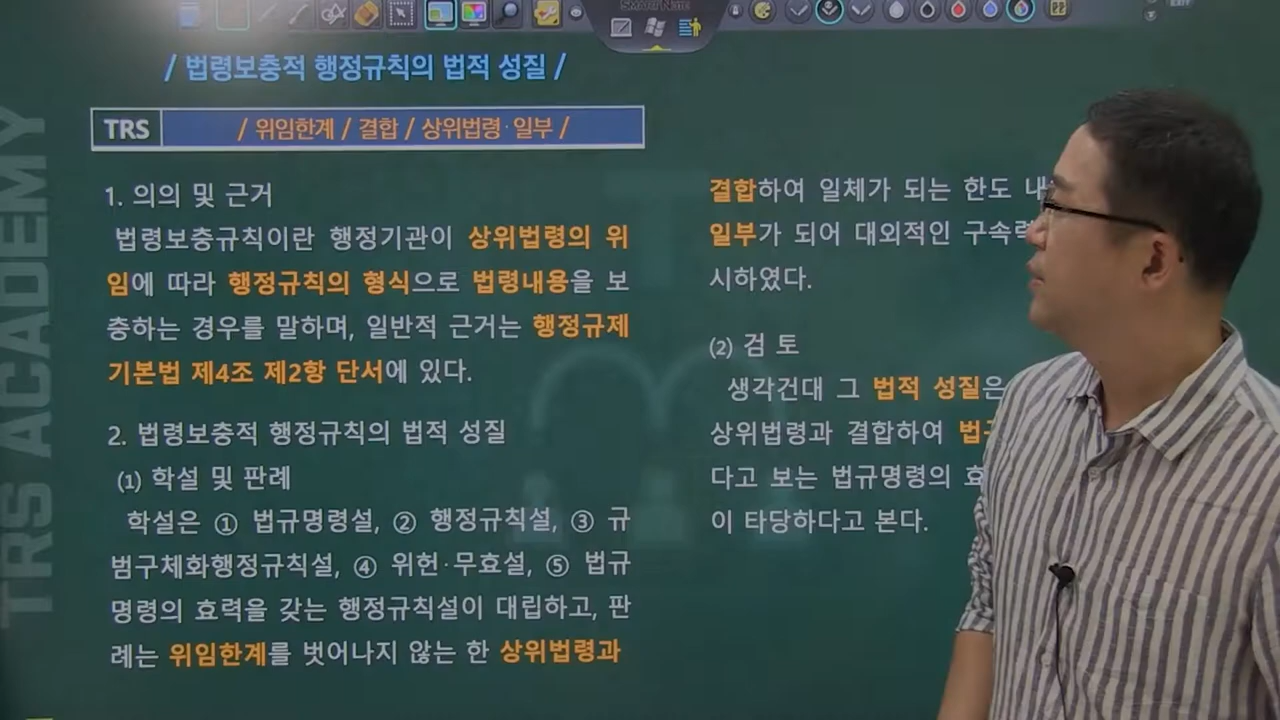 SMART NOTE
EXIT
/ 법령보충적 행정규칙의 법적 성질 /
TRS / 위임한계 / 결합 / 상위법령·일부 /
TRS ACADEMY
1. 의의 및 근거
법령보충규칙이란 행정기관이 상위법령의 위
임에 따라 행정규칙의 형식으로 법령내용을 보
충하는 경우를 말하며, 일반적 근거는 행정규제
기본법 제4조 제2항 단서에 있다.
2. 법령보충적 행정규칙의 법적 성질
(1) 학설 및 판례
학설은 ① 법규명령설, ② 행정규칙설, ③ 규
범구체화행정규칙설, ④ 위헌·무효설, ⑤ 법규
명령의 효력을 갖는 행정규칙설이 대립하고, 판
례는 위임한계를 벗어나지 않는 한 상위법령과
결합하여 일체가 되는 한도 내
일부가 되어 대외적인 구속력
시하였다.
(2) 검 토
생각건대 그 법적 성질은
상위법령과 결합하여 법규
다고 보는 법규명령의 효
이 타당하다고 본다.